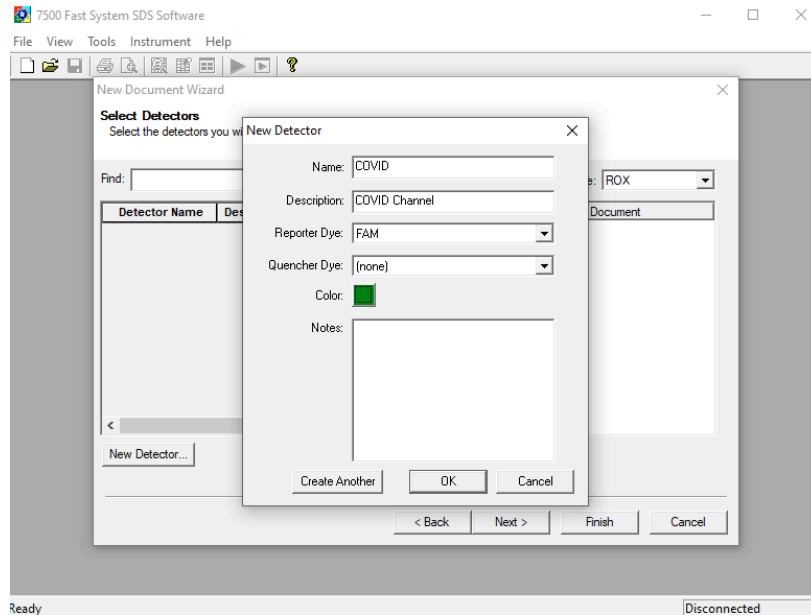 7500 Fast System SDS Software
File View Tools Instrument Help
New Document Wizard
Select Detectors
Select the detectors you wi
New Detector
Name: COVID
Description: COVID Channel
Reporter Dye: FAM
Quencher Dye: (none)
Color:
Notes:
Create Another OK Cancel
Find:
e: ROX
Detector Name Des
Document
New Detector...
< Back Next > Finish Cancel
Ready Disconnected